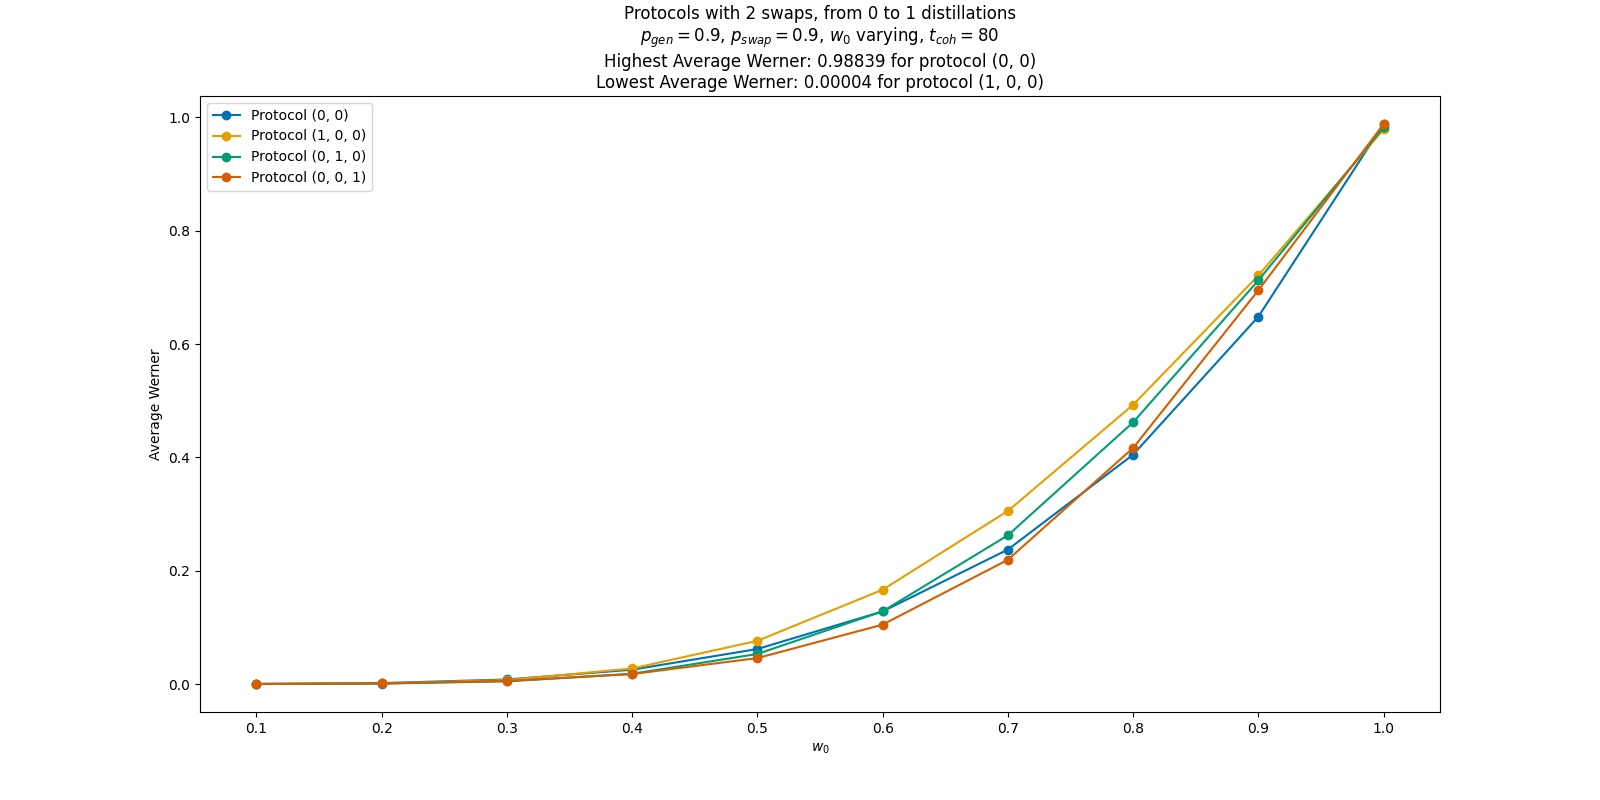 Protocols with 2 swaps, from 0 to 1 distillations
p_gen = 0.9, p_swap = 0.9, w_0 varying, t_coh = 80
Highest Average Werner: 0.98839 for protocol (0, 0)
Lowest Average Werner: 0.00004 for protocol (1, 0, 0)
Protocol (0, 0)
Protocol (1, 0, 0)
Protocol (0, 1, 0)
Protocol (0, 0, 1)
Average Werner
1.0
0.8
0.6
0.4
0.2
0.0
0.1 0.2 0.3 0.4 0.5 0.6 0.7 0.8 0.9 1.0
w_0